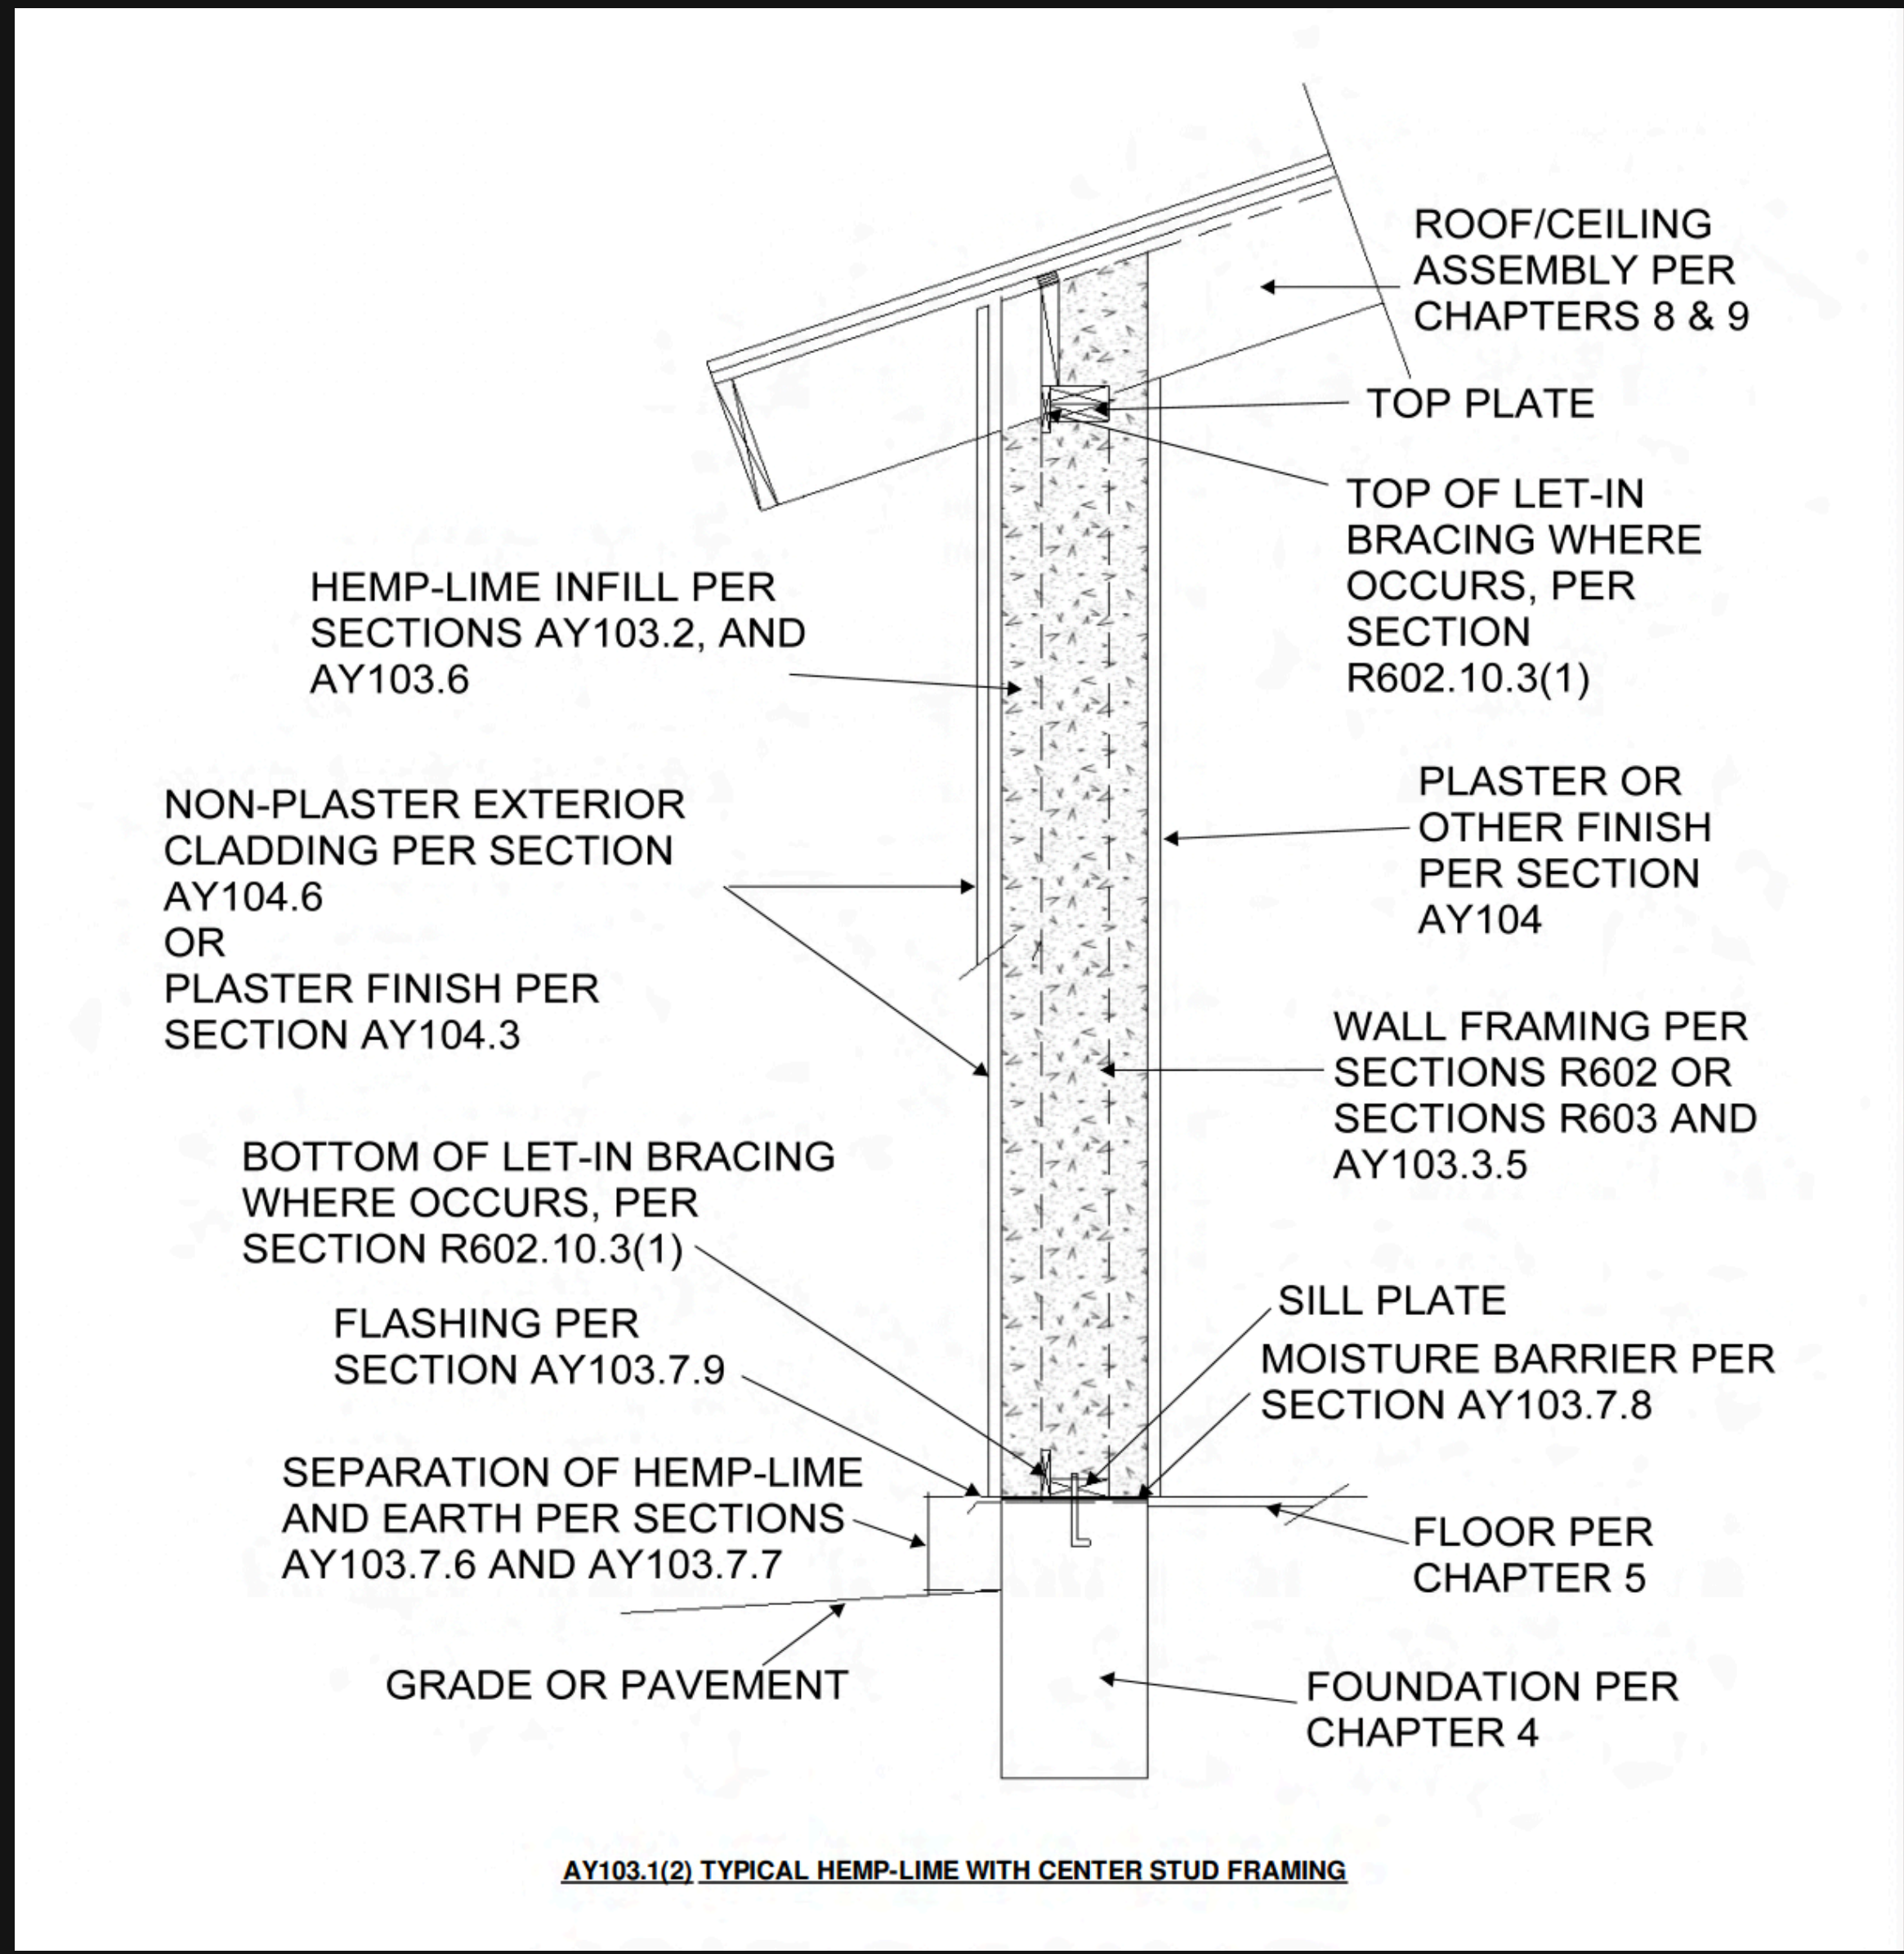 ROOF/CEILING
ASSEMBLY PER
CHAPTERS 8 & 9
TOP PLATE
TOP OF LET-IN
BRACING WHERE
OCCURS, PER
SECTION
R602.10.3(1)
HEMP-LIME INFILL PER
SECTIONS AY103.2, AND
AY103.6
PLASTER OR
OTHER FINISH
PER SECTION
AY104
NON-PLASTER EXTERIOR
CLADDING PER SECTION
AY104.6
OR
PLASTER FINISH PER
SECTION AY104.3
WALL FRAMING PER
SECTIONS R602 OR
SECTIONS R603 AND
AY103.3.5
BOTTOM OF LET-IN BRACING
WHERE OCCURS, PER
SECTION R602.10.3(1)
SILL PLATE
FLASHING PER
SECTION AY103.7.9
MOISTURE BARRIER PER
SECTION AY103.7.8
SEPARATION OF HEMP-LIME
AND EARTH PER SECTIONS
AY103.7.6 AND AY103.7.7
FLOOR PER
CHAPTER 5
GRADE OR PAVEMENT
FOUNDATION PER
CHAPTER 4
AY103.1(2) TYPICAL HEMP-LIME WITH CENTER STUD FRAMING